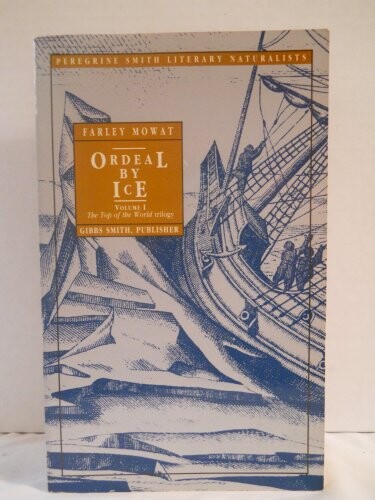 PEREGRINE SMITH LITERARY NATURALISTS
FARLEY MOWAT
ORDEAL
BY
ICE
VOLUME I
The Top of the World trilogy
GIBBS SMITH, PUBLISHER